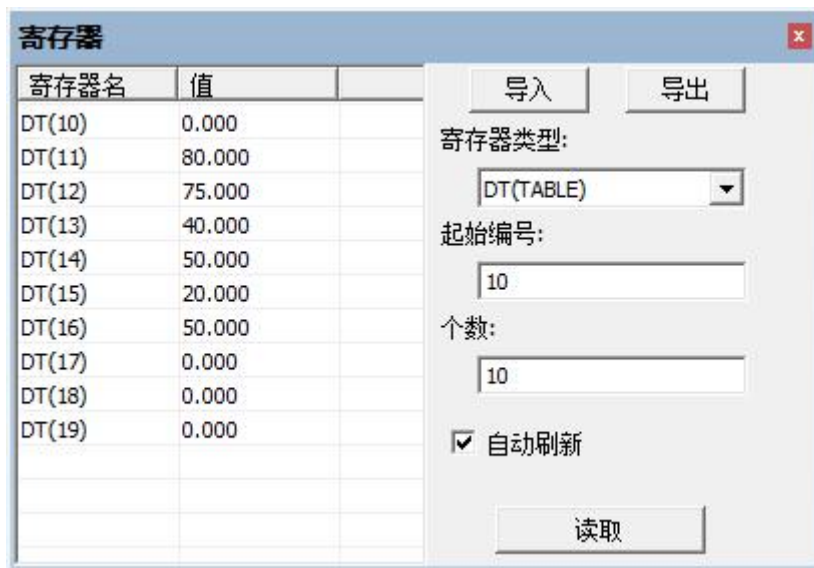 寄存器
寄存器名 值
DT(10) 0.000
DT(11) 80.000
DT(12) 75.000
DT(13) 40.000
DT(14) 50.000
DT(15) 20.000
DT(16) 50.000
DT(17) 0.000
DT(18) 0.000
DT(19) 0.000
导入 导出
寄存器类型:
DT(TABLE)
起始编号:
10
个数:
10
自动刷新
读取